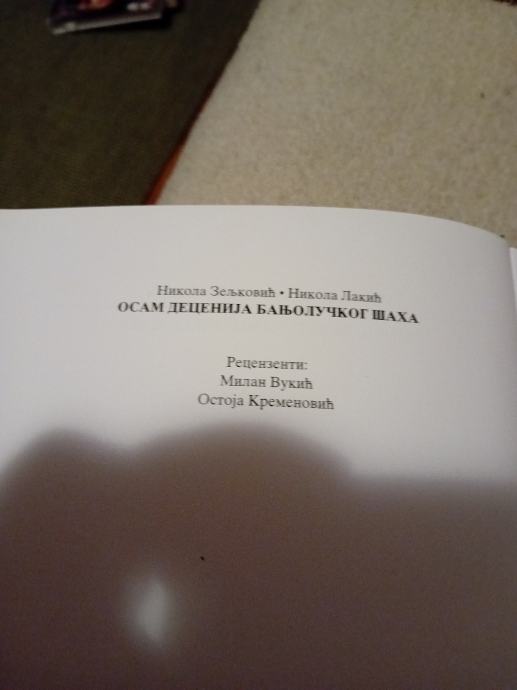 Никола Зељковић • Никола Лакић
ОСАМ ДЕЦЕНИЈА БАЊОЛУЧКОГ ШАХА
Рецензенти:
Милан Вукић
Остоја Кременовић